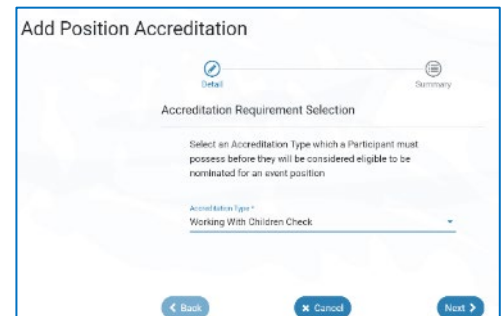 Add Position Accreditation
Detail
Summary
Accreditation Requirement Selection
Select an Accreditation Type which a Participant must
possess before they will be considered eligible to be
nominated for an event position
Accreditation Type *
Working With Children Check
Back
Cancel
Next